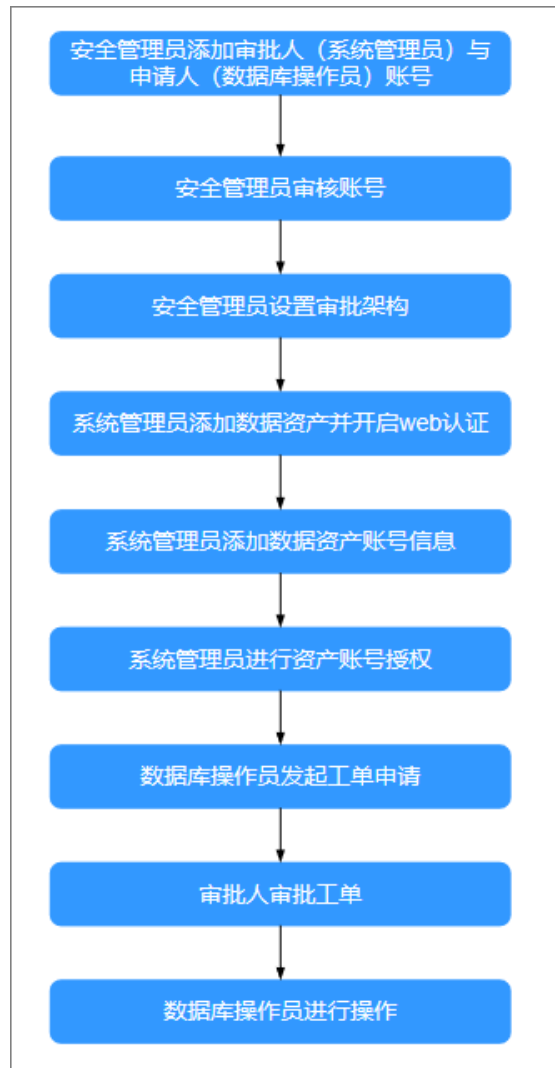 安全管理员添加审批人（系统管理员）与
申请人（数据库操作员）账号
安全管理员审核账号
安全管理员设置审批架构
系统管理员添加数据资产并开启web认证
系统管理员添加数据资产账号信息
系统管理员进行资产账号授权
数据库操作员发起工单申请
审批人审批工单
数据库操作员进行操作